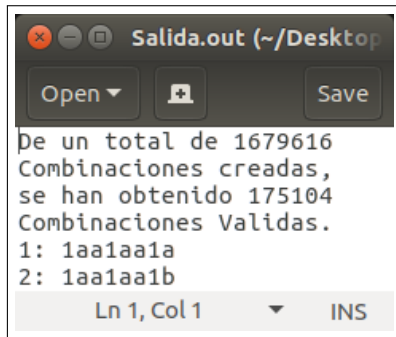 Salida.out (~/Desktop
Open Save
De un total de 1679616
Combinaciones creadas,
se han obtenido 175104
Combinaciones Validas.
1: 1aa1aa1a
2: 1aa1aa1b
Ln 1, Col 1 INS